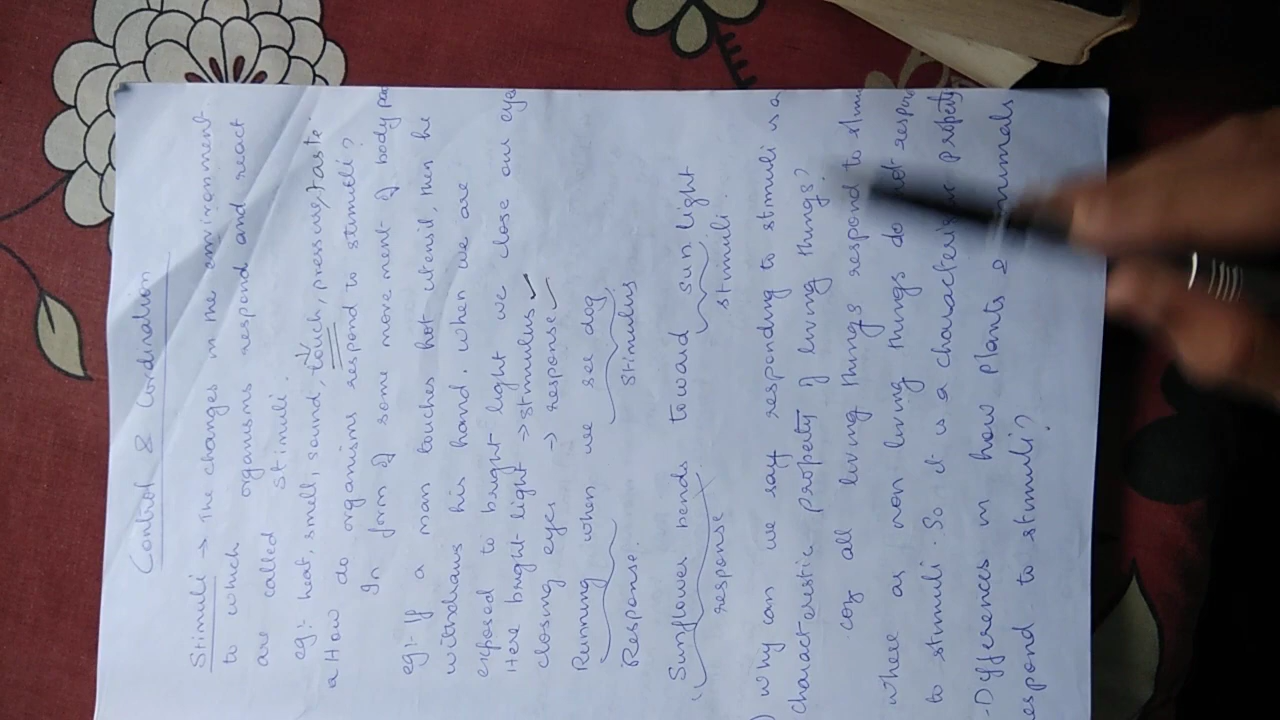 Control & Cordination
Stimuli → The changes in the environment
to which organisms respond and react
are called stimuli.
eg:- heat, smell, sound, touch, pressure, taste.
How do organisms respond to stimuli?
In form of some movement of body
eg:- If a man touches hot utensil, then he
withdraws his hand. when we are
exposed to bright light we close our eyes
Here bright light → stimulus ✓
closing eyes → response ✓
Running when we see dog
Response. Stimulus
Sunflower bends toward sun light
response stimuli.
) Why can we say responding to stimuli is a
characterestic property of living things?
coz all living things respond to
where as non living things do not
to stimuli. So it is a characteristic property
- Differences in how plants & animals
respond to stimuli?